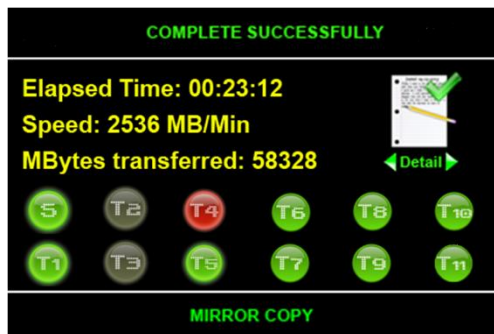 COMPLETE SUCCESSFULLY
Elapsed Time: 00:23:12
Speed: 2536 MB/Min
MBytes transferred: 58328
Detail
S T2 T4 T6 T8 T10
T1 T3 T5 T7 T9 T11
MIRROR COPY